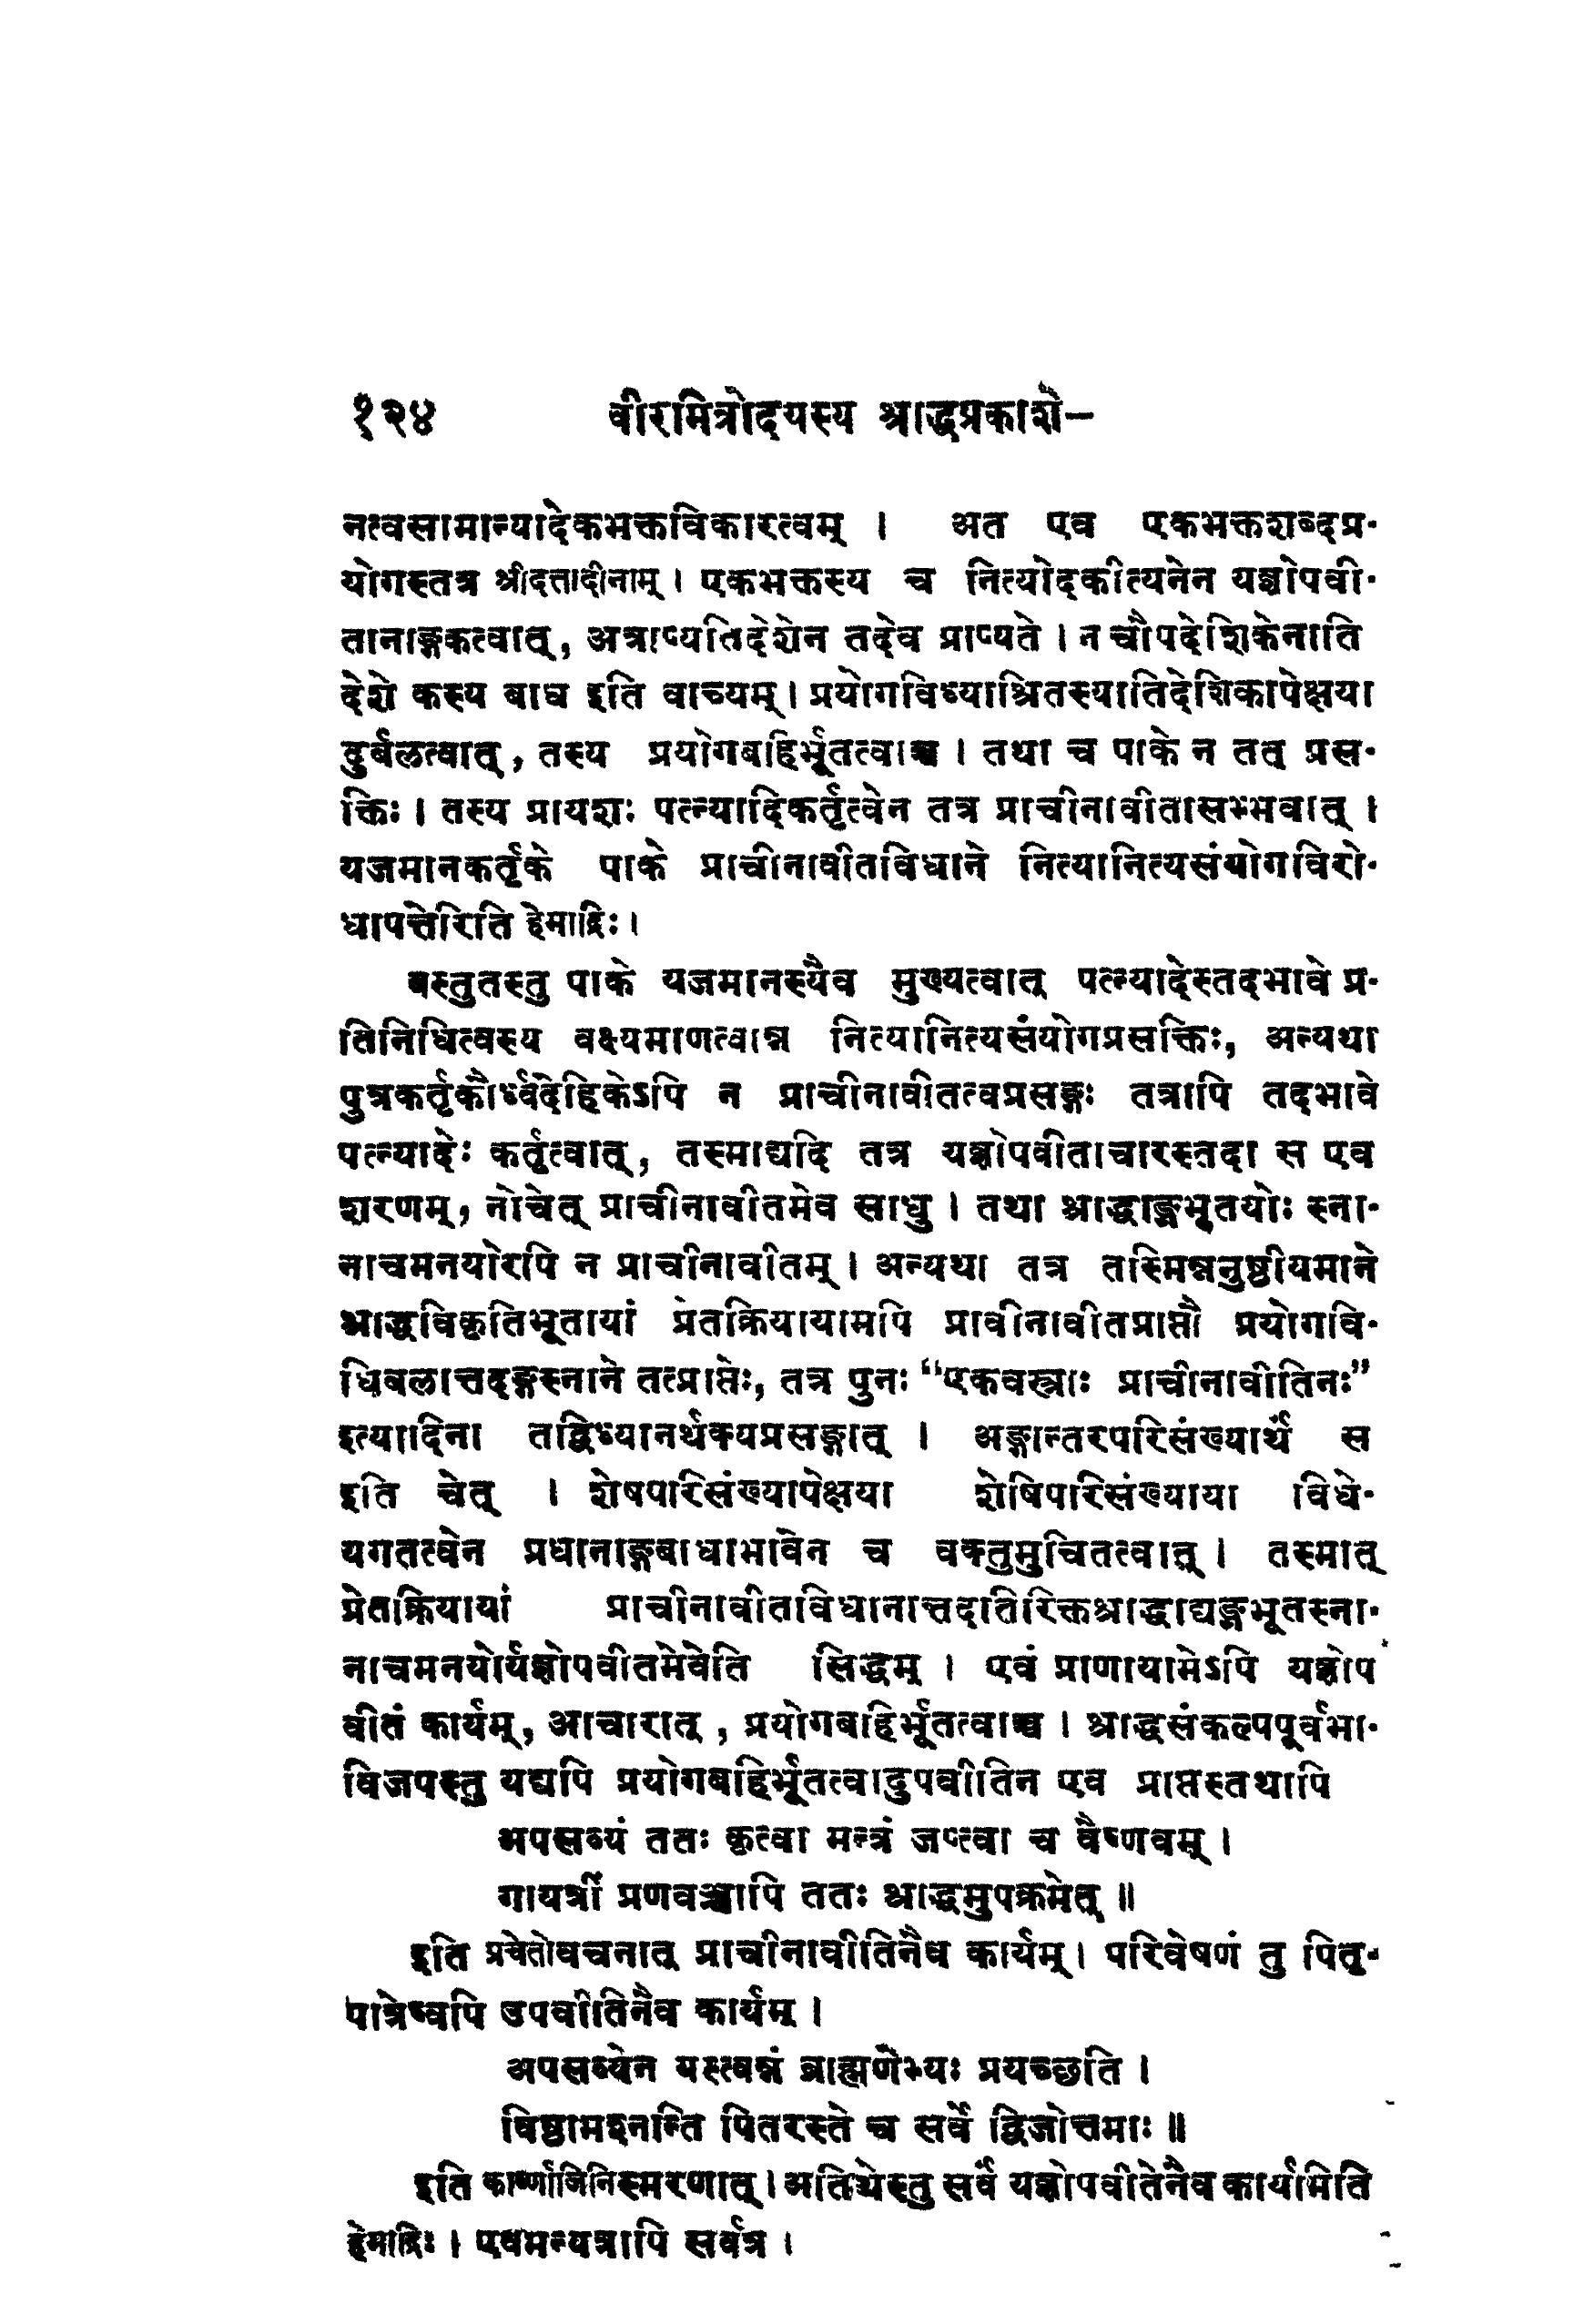 १२४ वीरमित्रोदयस्य श्राद्धप्रकाशे-
नत्वसामान्यादेकभक्तविकारत्वम् । अत एव एकभक्तशब्दप्र-
योगस्तत्र श्रीदत्तादीनाम् । एकभक्तस्य च नित्योदकीत्यनेन यज्ञोपवी-
तानाङ्गकत्वात्, अत्राप्यतिदेशेन तदेव प्राप्यते । न चौपदेशिकेनाति
देशे कस्य बाध इति वाच्यम् । प्रयोगविध्याश्रितस्यातिदेशिकापेक्षया
दुर्बलत्वात्, तस्य प्रयोगबहिर्भूतत्वाच्च । तथा च पाके न तत् प्रस-
क्तिः । तस्य प्रायशः पत्न्यादिकर्तृत्वेन तत्र प्राचीनावीतासम्भवात् ।
यजमानकर्तृके पाके प्राचीनावीतविधाने नित्यानित्यसंयोगविरो-
धापत्तेरिति हेमाद्रिः ।
वस्तुतस्तु पाके यजमानस्यैव मुख्यत्वात् पत्न्यादेस्तदभावे प्र-
तिनिधित्वस्य वक्ष्यमाणत्वान्न नित्यानित्यसंयोगप्रसक्तिः, अन्यथा
पुत्रकर्तृकौर्ध्वदेहिकेऽपि न प्राचीनावीतत्वप्रसङ्गः तत्रापि तदभावे
पत्न्यादेः कर्तृत्वात्, तस्माद्यदि तत्र यज्ञोपवीताचारस्तदा स एव
शरणम्, नोचेत् प्राचीनावीतमेव साधु । तथा श्राद्धाङ्गभूतयोः स्ना-
नाचमनयोरपि न प्राचीनावीतम् । अन्यथा तत्र तस्मिन्ननुष्ठीयमाने
श्राद्धविकृतिभूतायां प्रेतक्रियायामपि प्रावीनावीतप्राप्तौ प्रयोगवि-
धिबलात्तदङ्गस्नाने तत्प्राप्तेः, तत्र पुनः “एकवस्त्राः प्राचीनावीतिनः”
इत्यादिना तद्विध्यानर्थक्यप्रसङ्गात् । अङ्गान्तरपरिसंख्यार्थं स
इति चेत् । शेषपरिसंख्यापेक्षया शेषिपरिसंख्याया विधे-
यगतत्वेन प्रधानाङ्गबाधाभावेन च वक्तुमुचितत्वात् । तस्मात्
प्रेतक्रियायां प्राचीनावीतविधानात्तदतिरिक्तश्राद्धाद्यङ्गभूतस्ना-
नाचमनयोर्यज्ञोपवीतमेवेति सिद्धम् । एवं प्राणायामेऽपि यज्ञोप
वीतं कार्यम्, आचारात्, प्रयोगबहिर्भूतत्वाच्च । श्राद्धसंकल्पपूर्वभा-
विजपस्तु यद्यपि प्रयोगबहिर्भूतत्वादुपवीतिन एव प्राप्तस्तथापि
अपसव्यं ततः कृत्वा मन्त्रं जप्त्वा च वैष्णवम् ।
गायत्रीं प्रणवञ्चापि ततः श्राद्धमुपक्रमेत् ॥
इति प्रचेतोवचनात् प्राचीनावीतिनैव कार्यम् । परिवेषणं तु पितृ-
पात्रेष्वपि उपवीतिनैव कार्यम् ।
अपसव्येन यस्त्वन्नं ब्राह्मणेभ्यः प्रयच्छति ।
विष्ठामश्नन्ति पितरस्ते च सर्वे द्विजोत्तमाः ॥
इति कार्ष्णाजिनिस्मरणात् । अतिथेस्तु सर्वं यज्ञोपवीतेनैव कार्यमिति
हेमाद्रिः । एवमन्यत्रापि सर्वत्र ।